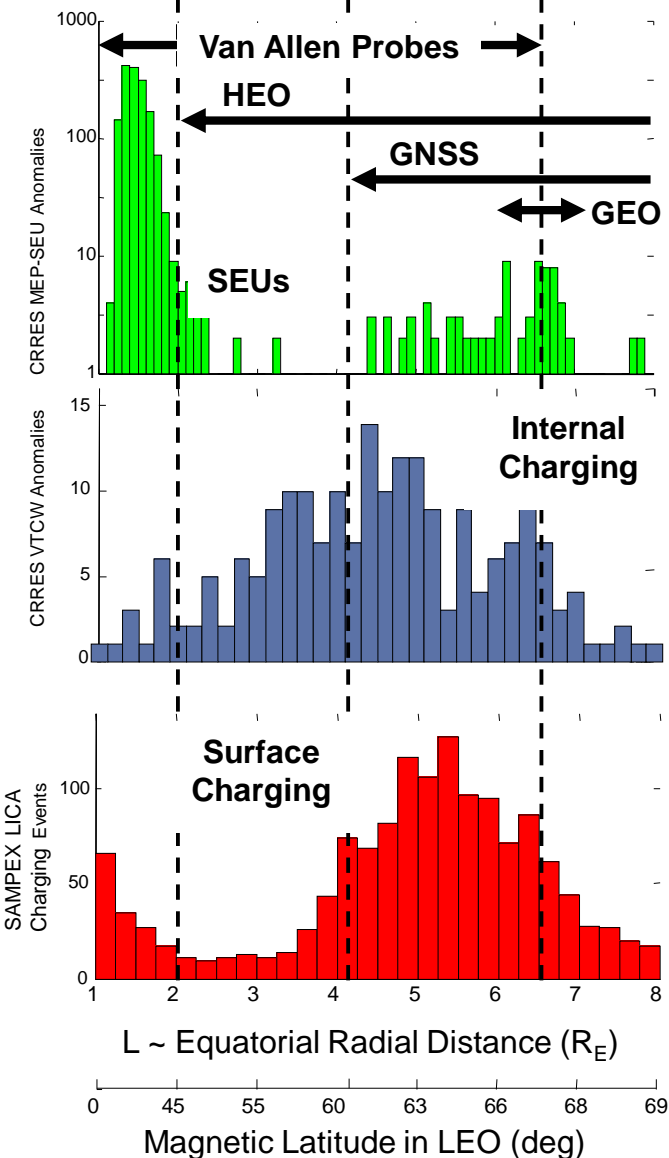 1000
Van Allen Probes
HEO
100
GNSS
GEO
10
SEUs
1
CRRES MEP-SEU Anomalies
15
Internal
Charging
10
5
0
CRRES VTCW Anomalies
Surface
Charging
100
50
0
SAMPEX LICA
Charging Events
1 2 3 4 5 6 7 8
L ~ Equatorial Radial Distance (RE)
0 45 55 60 63 66 68 69
Magnetic Latitude in LEO (deg)